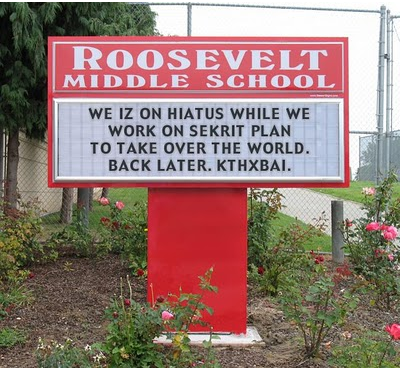 ROOSEVELT
MIDDLE SCHOOL
WE IZ ON HIATUS WHILE WE
WORK ON SEKRIT PLAN
TO TAKE OVER THE WORLD.
BACK LATER. KTHXBAI.